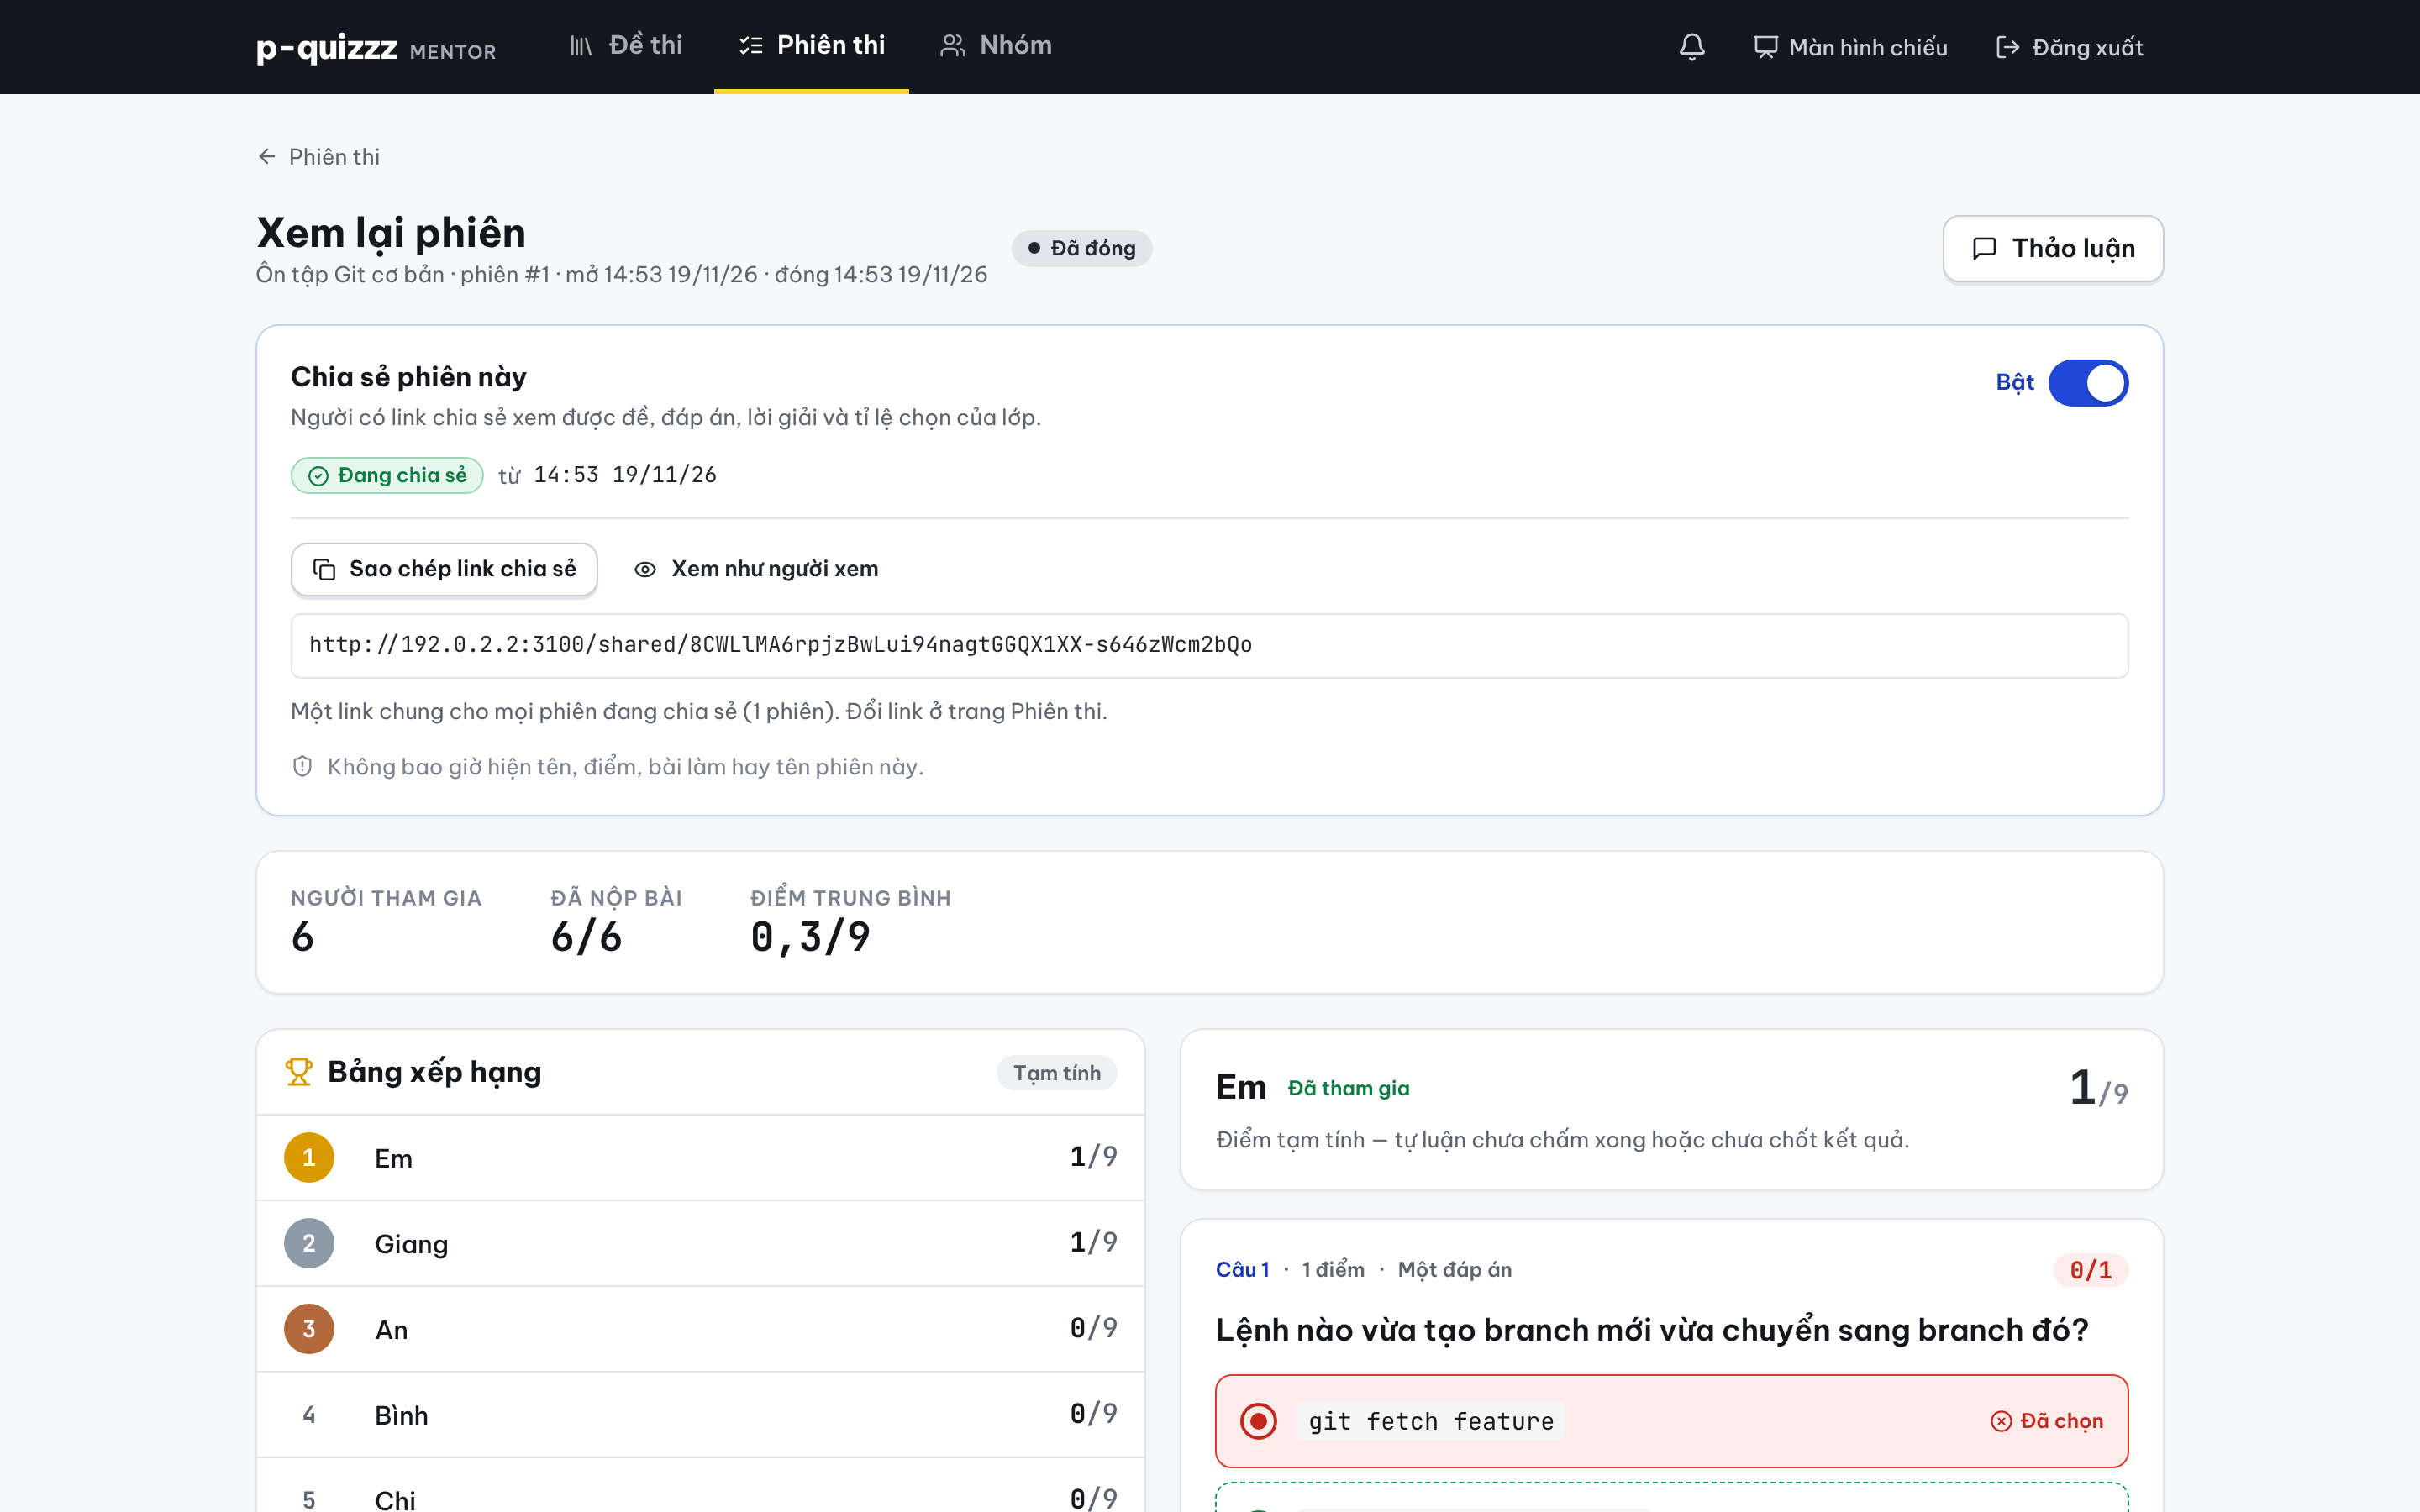 p-quizzz MENTOR
Đề thi
Phiên thi
Nhóm
Màn hình chiếu
Đăng xuất
Phiên thi
Xem lại phiên
Ôn tập Git cơ bản · phiên #1 · mở 14:53 19/11/26 · đóng 14:53 19/11/26
Đã đóng
Thảo luận
Chia sẻ phiên này
Bật
Người có link chia sẻ xem được đề, đáp án, lời giải và tỉ lệ chọn của lớp.
Đang chia sẻ từ 14:53 19/11/26
Sao chép link chia sẻ
Xem như người xem
http://192.0.2.2:3100/shared/8CWLlMA6rpjzBwLui94nagtGGQX1XX-s646zWcm2bQo
Một link chung cho mọi phiên đang chia sẻ (1 phiên). Đổi link ở trang Phiên thi.
Không bao giờ hiện tên, điểm, bài làm hay tên phiên này.
NGƯỜI THAM GIA
6
ĐÃ NỘP BÀI
6/6
ĐIỂM TRUNG BÌNH
0,3/9
Bảng xếp hạng
Tạm tính
1 Em 1/9
2 Giang 1/9
3 An 0/9
4 Bình 0/9
5 Chi 0/9
Em Đã tham gia 1/9
Điểm tạm tính — tự luận chưa chấm xong hoặc chưa chốt kết quả.
Câu 1 · 1 điểm · Một đáp án 0/1
Lệnh nào vừa tạo branch mới vừa chuyển sang branch đó?
git fetch feature
Đã chọn